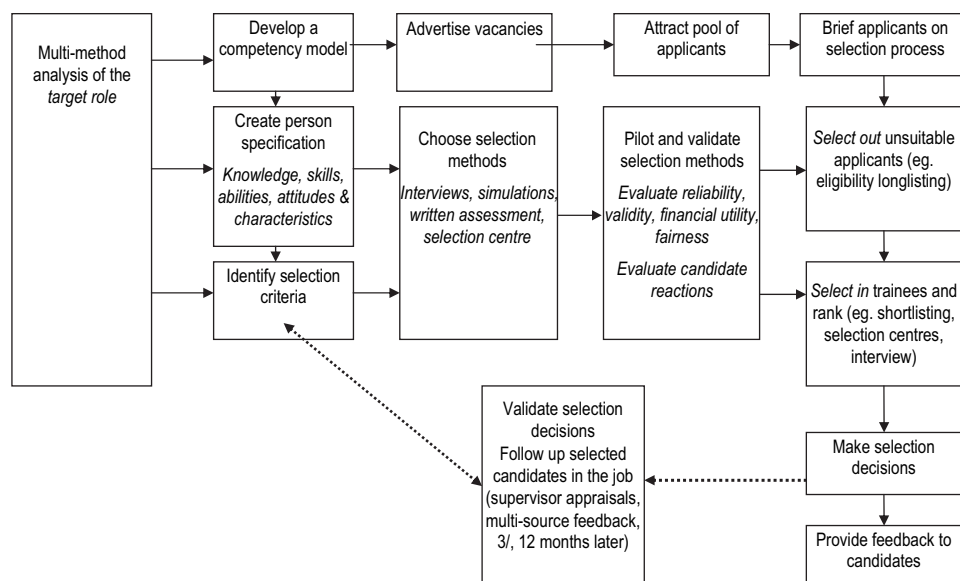 Multi-method
analysis of the
target role
Develop a
competency model
Advertise vacancies
Attract pool of
applicants
Brief applicants on
selection process
Create person
specification
Knowledge, skills,
abilities, attitudes &
characteristics
Choose selection
methods
Interviews, simulations,
written assessment,
selection centre
Pilot and validate
selection methods
Evaluate reliability,
validity, financial utility,
fairness
Evaluate candidate
reactions
Select out unsuitable
applicants (eg.
eligibility longlisting)
Identify selection
criteria
Select in trainees and
rank (eg. shortlisting,
selection centres,
interview)
Validate selection
decisions
Follow up selected
candidates in the job
(supervisor appraisals,
multi-source feedback,
3/, 12 months later)
Make selection
decisions
Provide feedback to
candidates